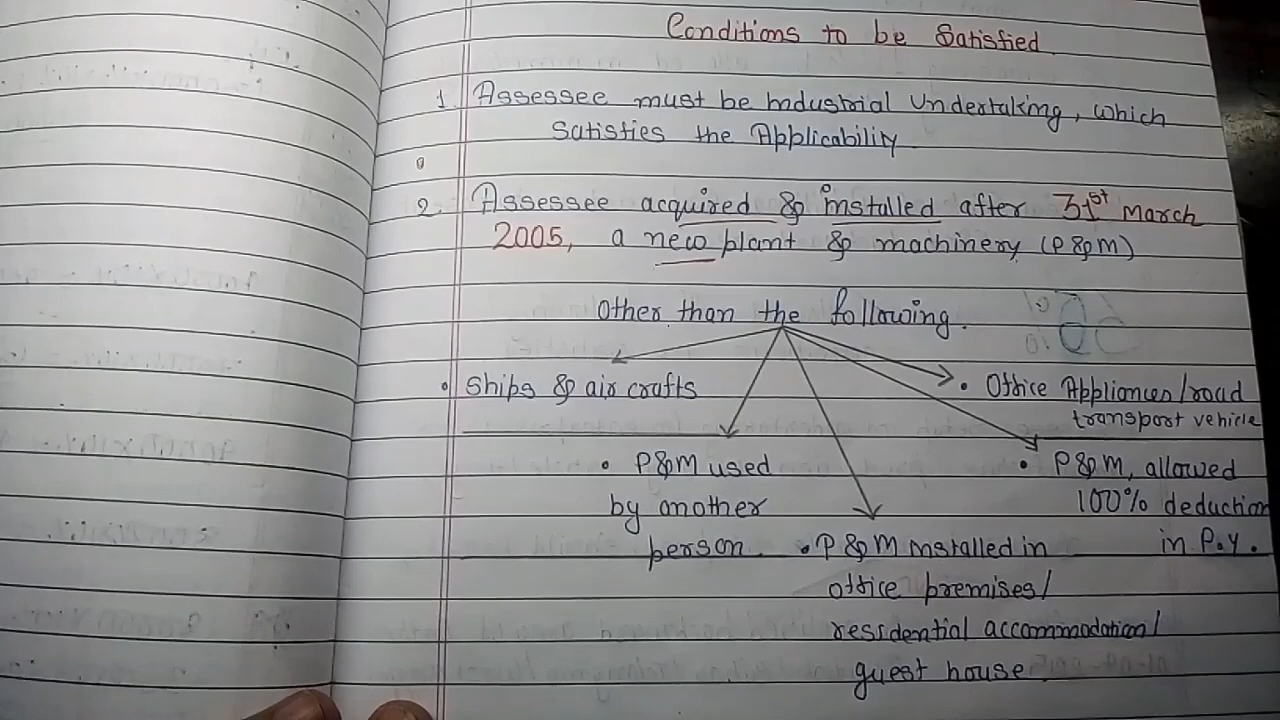 Conditions to be Satisfied
1. Assessee must be Industrial Undertaking, which
satisfies the Applicability
2. Assessee acquired & installed after 31st March
2005, a new plant & machinery (P&M)
Other than the following.
• Ships & air crafts
• Office Appliances/road
transport vehicle
• P&M used
by another
person.
• P&M, allowed
100% deduction
in P.Y.
• P&M Installed in
office premises/
residential accommodation/
guest house